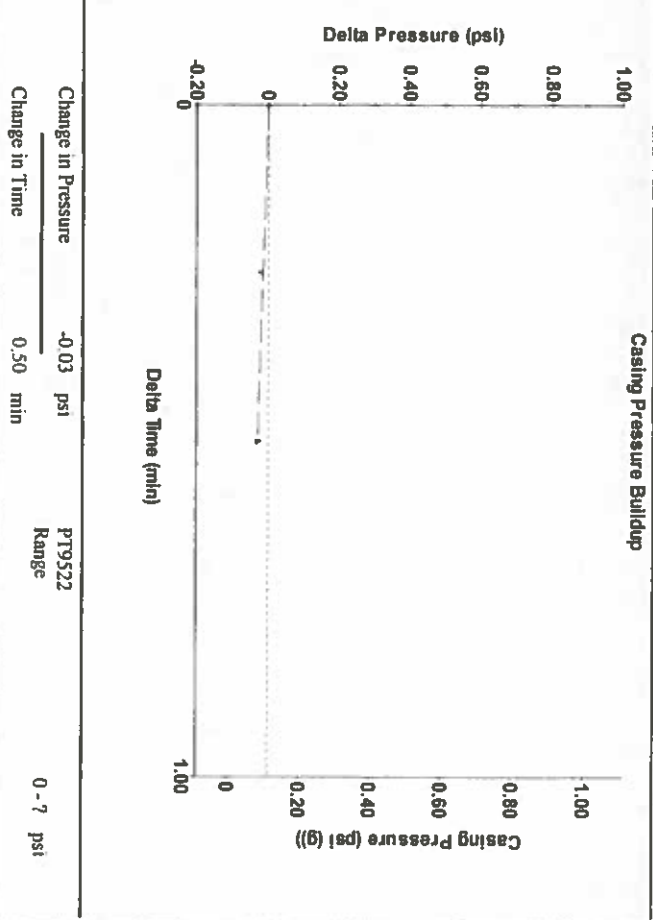 Casing Pressure Buildup
Delta Pressure (psi)
1.00
0.80
0.60
0.40
0.20
0
-0.20
0
1.00
Delta Time (min)
1.00
0.80
0.60
0.40
0.20
0
Casing Pressure (psi (g))
Change in Pressure -0.03 psi PT9522
Change in Time 0.50 min Range 0 - ? psi